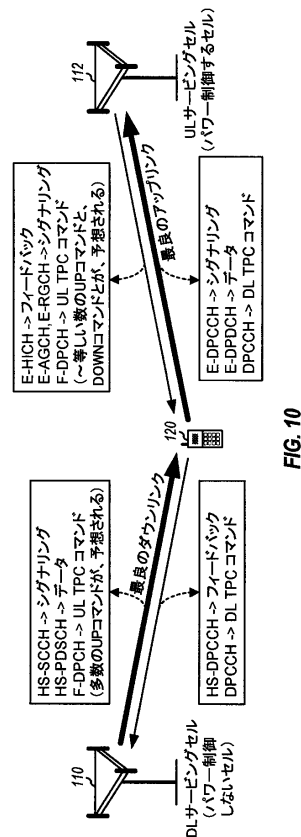 110
DLサービングセル
(パワー制御
しないセル)
HS-SCCH -> シグナリング
HS-PDSCH -> データ
F-DPCH -> UL TPC コマンド
(多数のUPコマンドが、予想される)
最良のダウンリンク
HS-DPCCH -> フィードバック
DPCCH -> DL TPC コマンド
120
E-HICH -> フィードバック
E-AGCH, E-RGCH -> シグナリング
F-DPCH -> UL TPC コマンド
(~等しい数のUPコマンドと、
DOWNコマンドとが、予想される)
最良のアップリンク
E-DPCCH -> シグナリング
E-DPDCH -> データ
DPCCH -> DL TPC コマンド
112
ULサービングセル
(パワー制御するセル)
FIG. 10